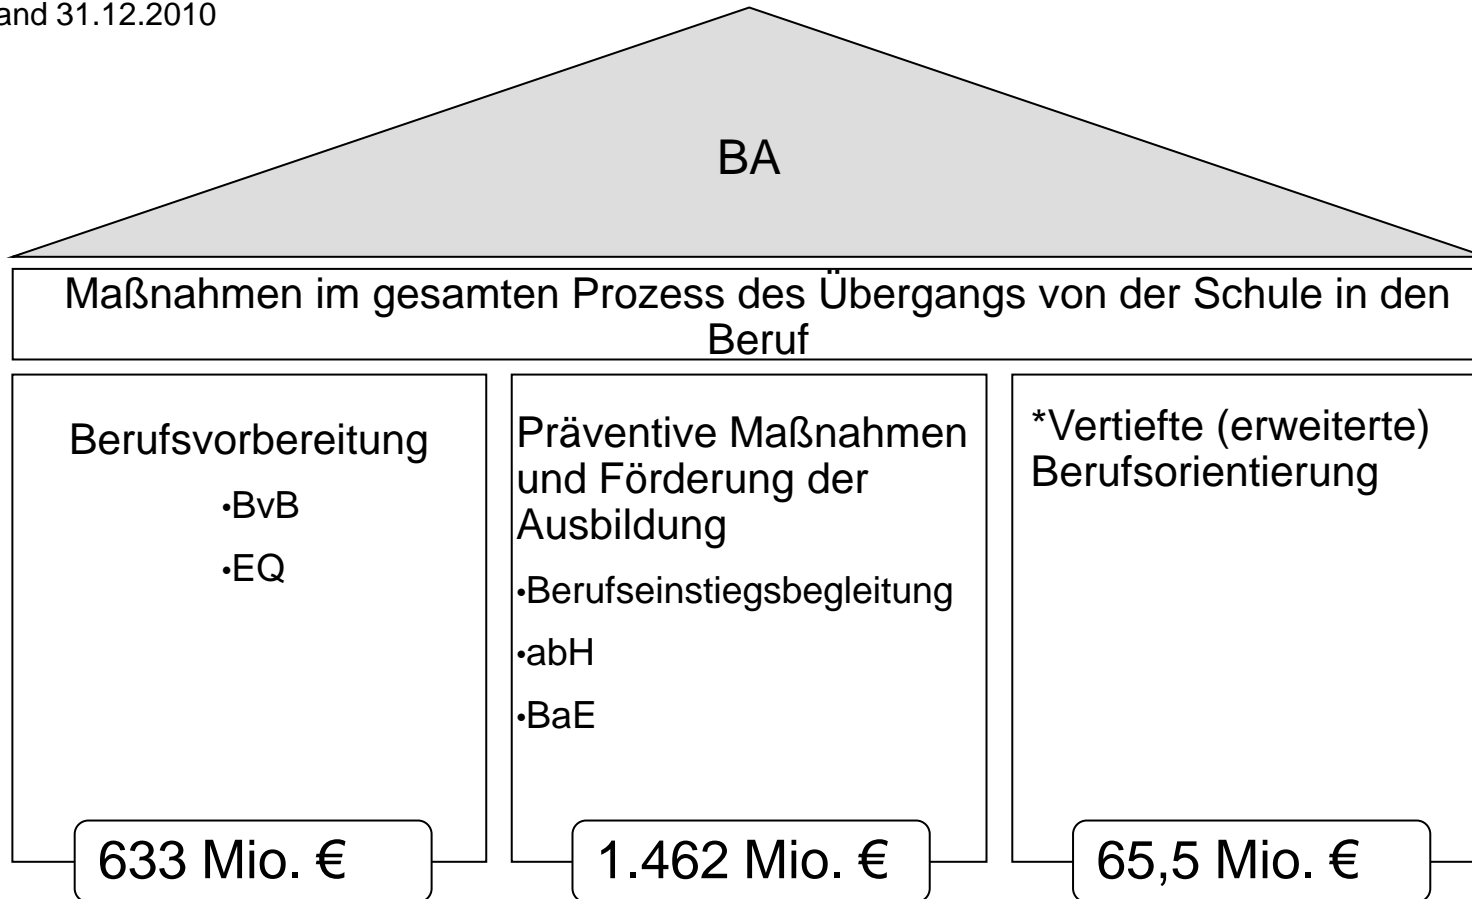 and 31.12.2010
BA
Maßnahmen im gesamten Prozess des Übergangs von der Schule in den
Beruf
Berufsvorbereitung
•BvB
•EQ
633 Mio. €
Präventive Maßnahmen
und Förderung der
Ausbildung
•Berufseinstiegsbegleitung
•abH
•BaE
1.462 Mio. €
*Vertiefte (erweiterte)
Berufsorientierung
65,5 Mio. €